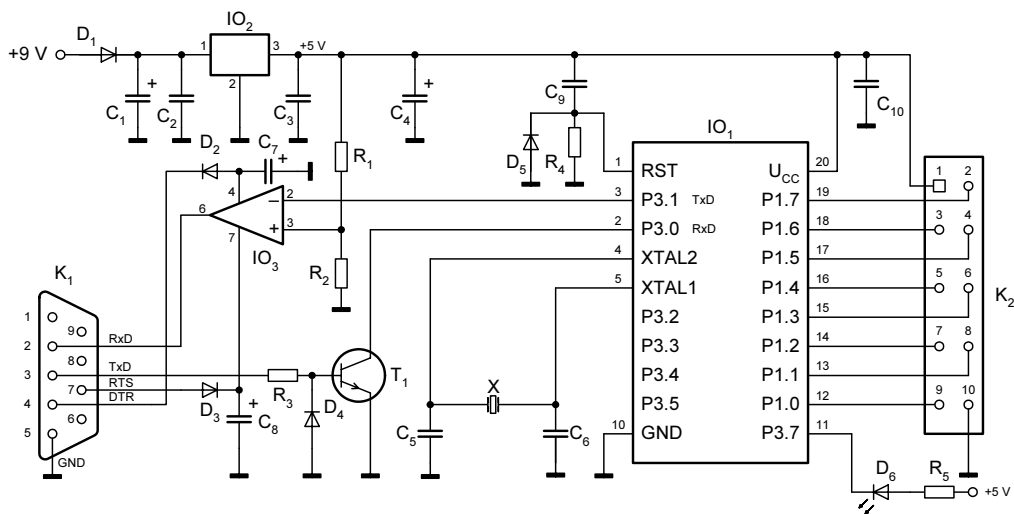 +9 V
D1
IO2
1
3
2
+5 V
C1
+
C2
C3
C4
+
C9
C10
D5
R4
R1
R2
D2
C7
+
4
2
−
3
+
6
7
IO3
IO1
1 RST
3 P3.1 TxD
2 P3.0 RxD
4 XTAL2
5 XTAL1
P3.2
P3.3
P3.4
P3.5
10 GND
UCC 20
P1.7 19
P1.6 18
P1.5 17
P1.4 16
P1.3 15
P1.2 14
P1.1 13
P1.0 12
P3.7 11
K2
1 2
3 4
5 6
7 8
9 10
K1
1
9
2
8
3
7
4
6
5
RxD
TxD
RTS
DTR
GND
D3
+
C8
R3
D4
T1
X
C5
C6
D6
R5
+5 V